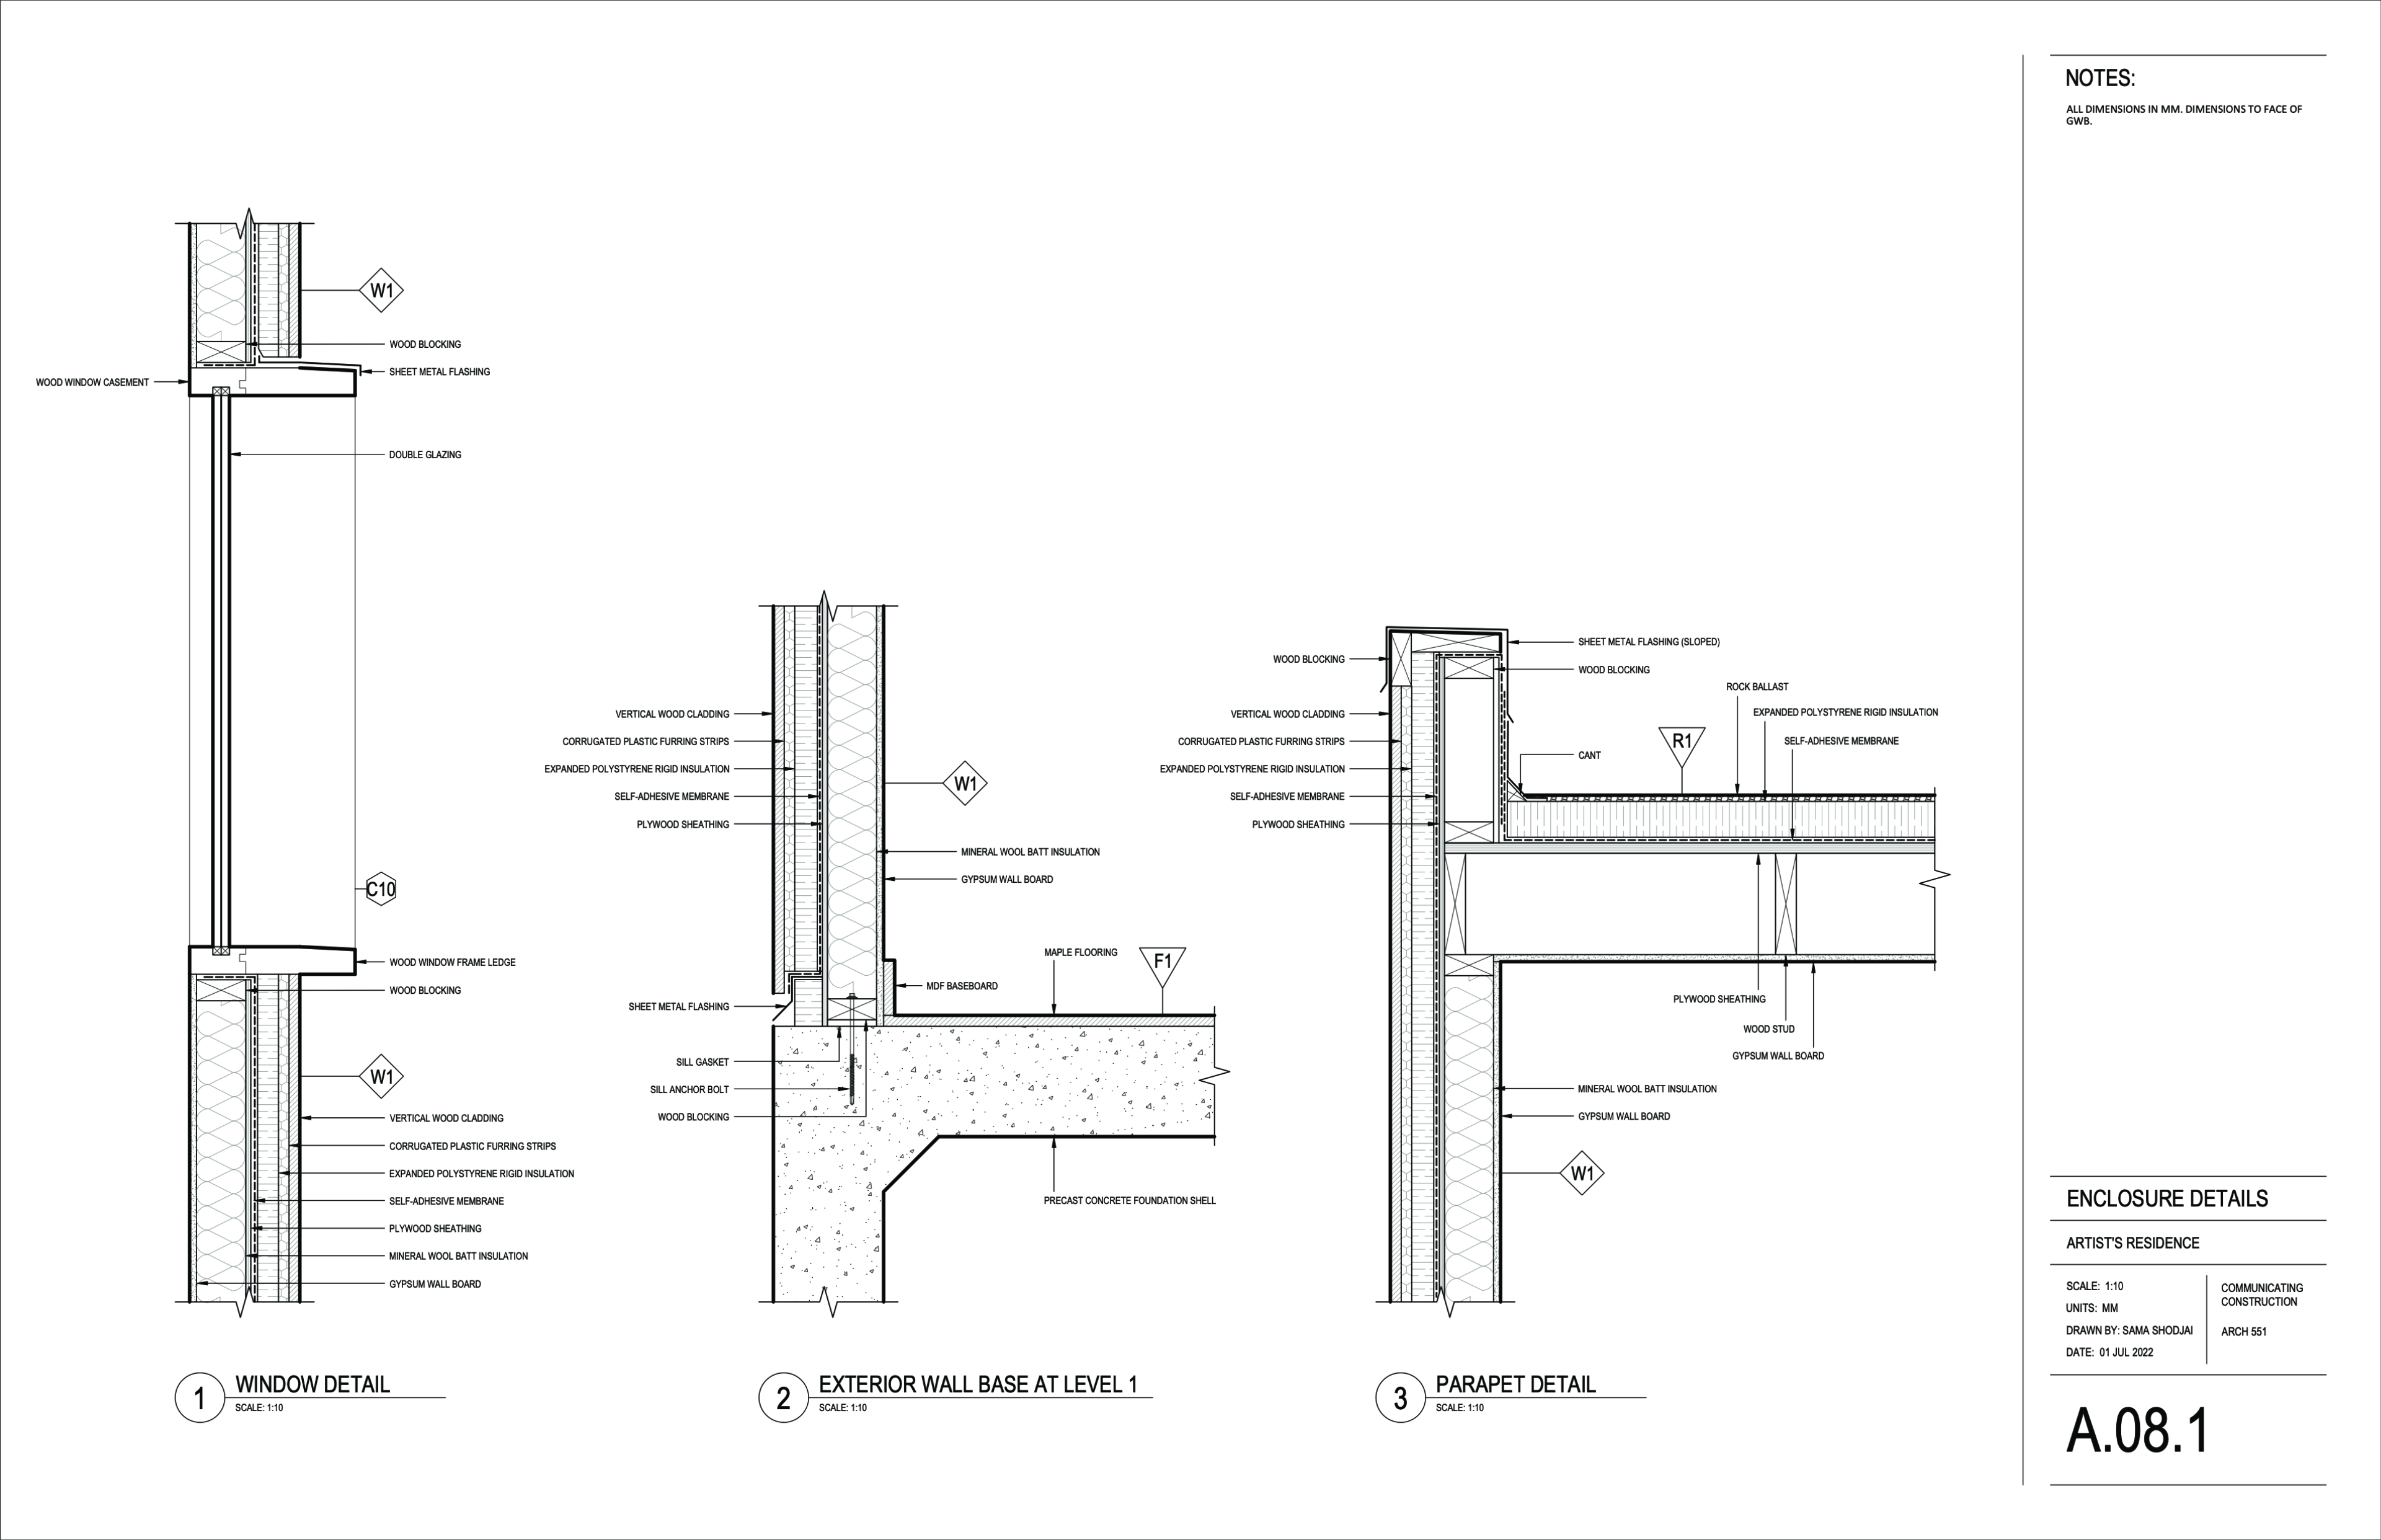 NOTES:
ALL DIMENSIONS IN MM. DIMENSIONS TO FACE OF
GWB.
W1
WOOD BLOCKING
SHEET METAL FLASHING
WOOD WINDOW CASEMENT
DOUBLE GLAZING
C10
WOOD WINDOW FRAME LEDGE
WOOD BLOCKING
W1
VERTICAL WOOD CLADDING
CORRUGATED PLASTIC FURRING STRIPS
EXPANDED POLYSTYRENE RIGID INSULATION
SELF-ADHESIVE MEMBRANE
PLYWOOD SHEATHING
MINERAL WOOL BATT INSULATION
GYPSUM WALL BOARD
1
WINDOW DETAIL
SCALE: 1:10
VERTICAL WOOD CLADDING
CORRUGATED PLASTIC FURRING STRIPS
EXPANDED POLYSTYRENE RIGID INSULATION
SELF-ADHESIVE MEMBRANE
PLYWOOD SHEATHING
W1
MINERAL WOOL BATT INSULATION
GYPSUM WALL BOARD
MAPLE FLOORING
F1
MDF BASEBOARD
SHEET METAL FLASHING
SILL GASKET
SILL ANCHOR BOLT
WOOD BLOCKING
PRECAST CONCRETE FOUNDATION SHELL
2
EXTERIOR WALL BASE AT LEVEL 1
SCALE: 1:10
SHEET METAL FLASHING (SLOPED)
WOOD BLOCKING
WOOD BLOCKING
ROCK BALLAST
EXPANDED POLYSTYRENE RIGID INSULATION
SELF-ADHESIVE MEMBRANE
R1
CANT
VERTICAL WOOD CLADDING
CORRUGATED PLASTIC FURRING STRIPS
EXPANDED POLYSTYRENE RIGID INSULATION
SELF-ADHESIVE MEMBRANE
PLYWOOD SHEATHING
PLYWOOD SHEATHING
WOOD STUD
GYPSUM WALL BOARD
MINERAL WOOL BATT INSULATION
GYPSUM WALL BOARD
W1
3
PARAPET DETAIL
SCALE: 1:10
ENCLOSURE DETAILS
ARTIST'S RESIDENCE
SCALE: 1:10
UNITS: MM
DRAWN BY: SAMA SHODJAI
DATE: 01 JUL 2022
COMMUNICATING
CONSTRUCTION
ARCH 551
A.08.1